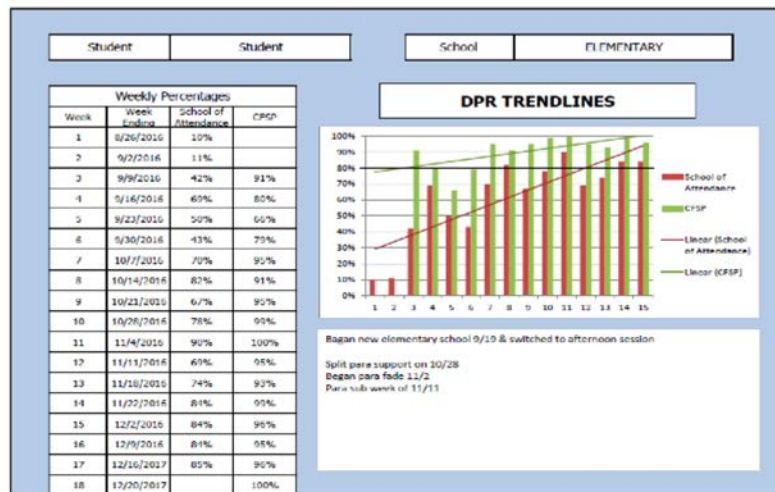 Student Student School ELEMENTARY
Weekly Percentages
Week Week Ending School of Attendance CPSP
1 8/26/2016 10%
2 9/2/2016 11%
3 9/9/2016 42% 91%
4 9/16/2016 69% 80%
5 9/23/2016 50% 66%
6 9/30/2016 43% 79%
7 10/7/2016 70% 95%
8 10/14/2016 82% 91%
9 10/21/2016 67% 95%
10 10/28/2016 78% 99%
11 11/4/2016 90% 100%
12 11/11/2016 69% 95%
13 11/18/2016 74% 93%
14 11/22/2016 84% 99%
15 12/2/2016 84% 96%
16 12/9/2016 84% 95%
17 12/16/2017 85% 96%
18 12/20/2017 100%
DPR TRENDLINES
100%
90%
80%
70%
60%
50%
40%
30%
20%
10%
0%
1 2 3 4 5 6 7 8 9 10 11 12 13 14 15
School of
Attendance
CFSP
Linear (School
of Attendance)
Linear (CFSP)
Bagan new elementary school 9/19 & switched to afternoon session
Split para support on 10/28
Began para fade 11/2
Para sub week of 11/11